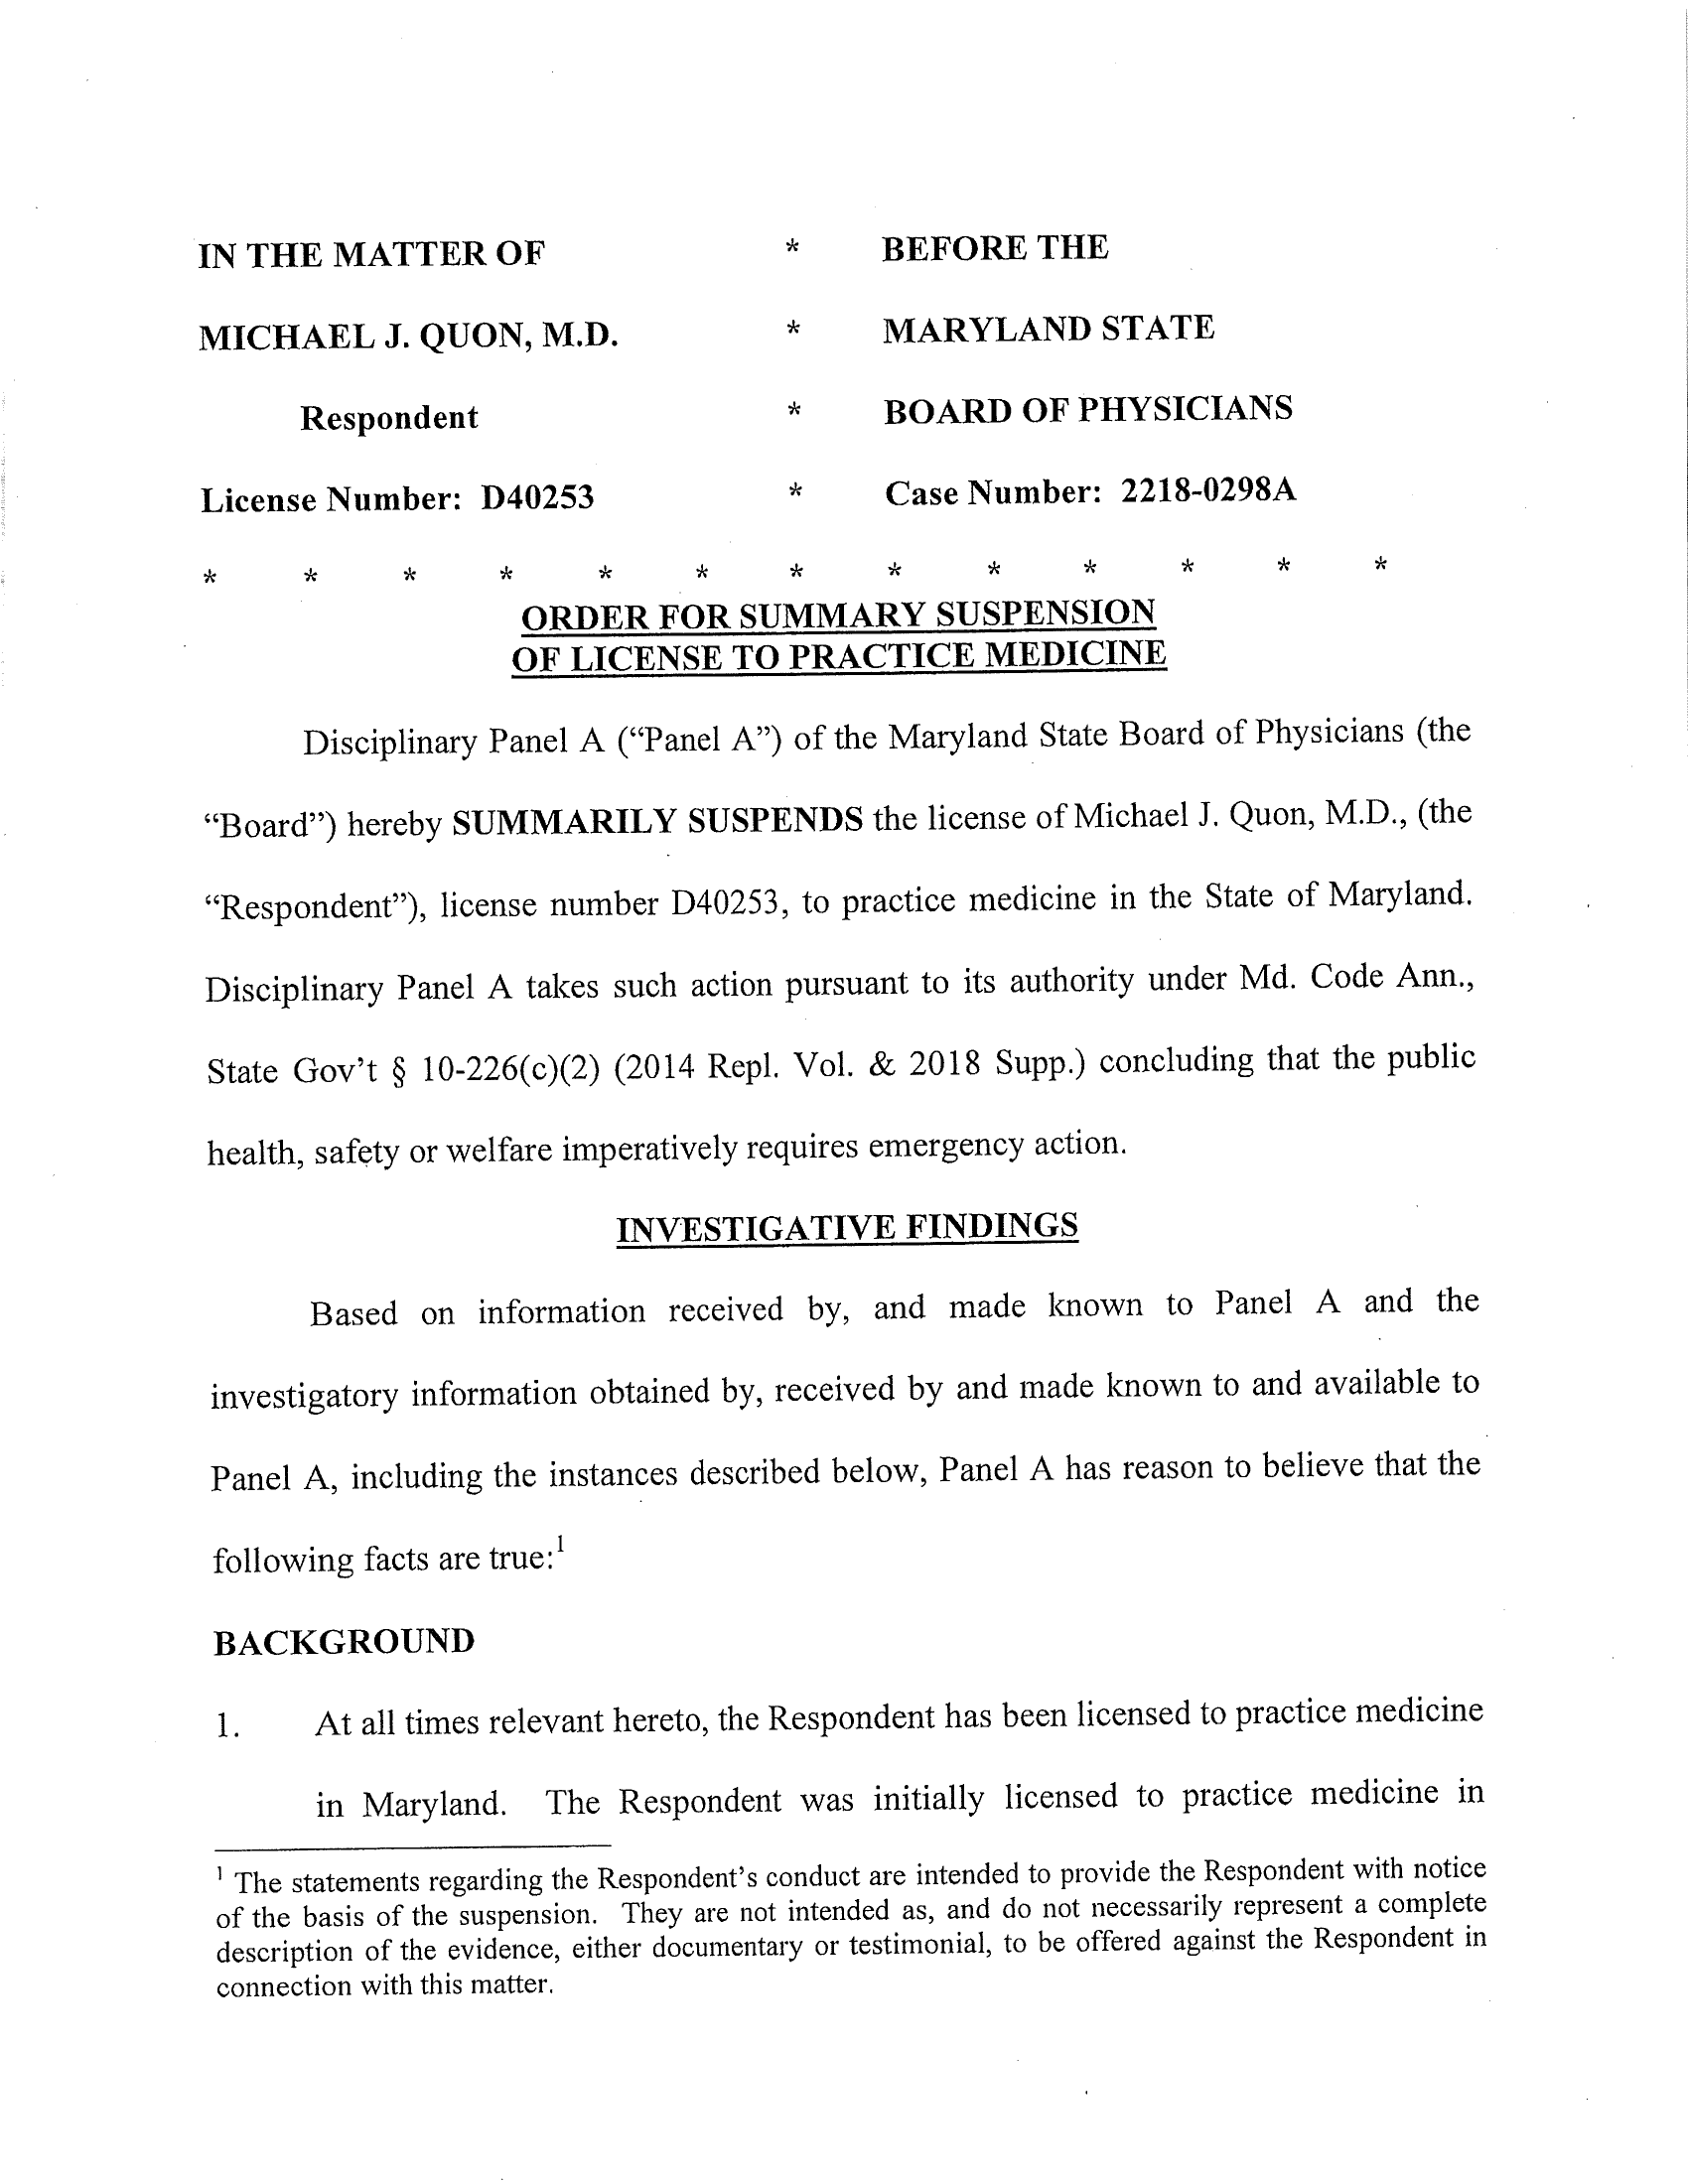 IN THE MATTER OF * BEFORE THE
MICHAEL J. QUON, M.D. * MARYLAND STATE
Respondent * BOARD OF PHYSICIANS
License Number: D40253 * Case Number: 2218-0298A
* * * * * * * * * * * * *
ORDER FOR SUMMARY SUSPENSION
OF LICENSE TO PRACTICE MEDICINE
Disciplinary Panel A (“Panel A”) of the Maryland State Board of Physicians (the
“Board”) hereby SUMMARILY SUSPENDS the license of Michael J. Quon, M.D., (the
“Respondent”), license number D40253, to practice medicine in the State of Maryland.
Disciplinary Panel A takes such action pursuant to its authority under Md. Code Ann.,
State Gov’t § 10-226(c)(2) (2014 Repl. Vol. & 2018 Supp.) concluding that the public
health, safety or welfare imperatively requires emergency action.
INVESTIGATIVE FINDINGS
Based on information received by, and made known to Panel A and the
investigatory information obtained by, received by and made known to and available to
Panel A, including the instances described below, Panel A has reason to believe that the
following facts are true:1
BACKGROUND
1. At all times relevant hereto, the Respondent has been licensed to practice medicine
in Maryland. The Respondent was initially licensed to practice medicine in
1 The statements regarding the Respondent’s conduct are intended to provide the Respondent with notice
of the basis of the suspension. They are not intended as, and do not necessarily represent a complete
description of the evidence, either documentary or testimonial, to be offered against the Respondent in
connection with this matter.